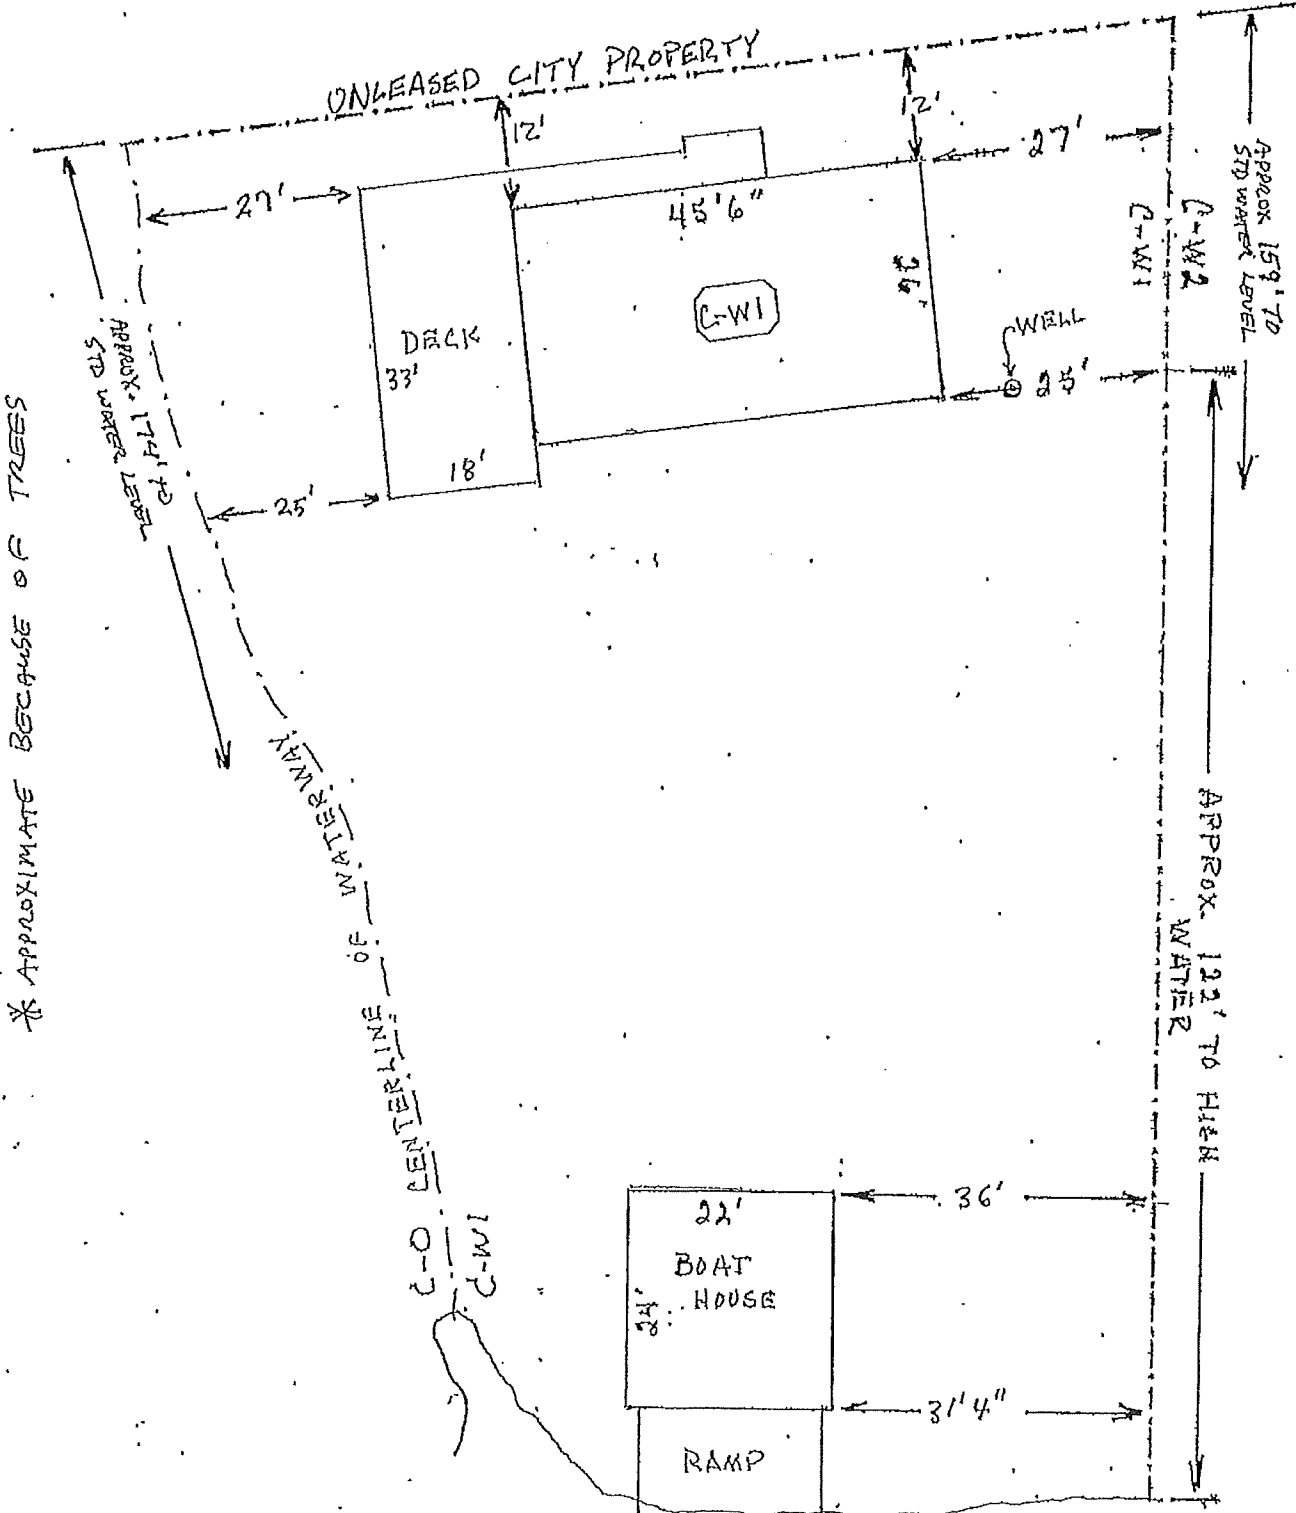 UNLEASED CITY PROPERTY
12'
12'
27'
27'
45'6"
APPROX 159' TO
STD WATER LEVEL
C-W2
C-W1
C-W1
DECK
33'
18'
WELL
25'
25'
APPROX. 174' TO
STD WATER LEVEL
* APPROXIMATE BECAUSE OF TREES
CENTERLINE OF WATERWAY
APPROX. 122' TO HIGH
WATER
C-O
C-W1
22'
BOAT
HOUSE
24'
36'
31'4"
RAMP